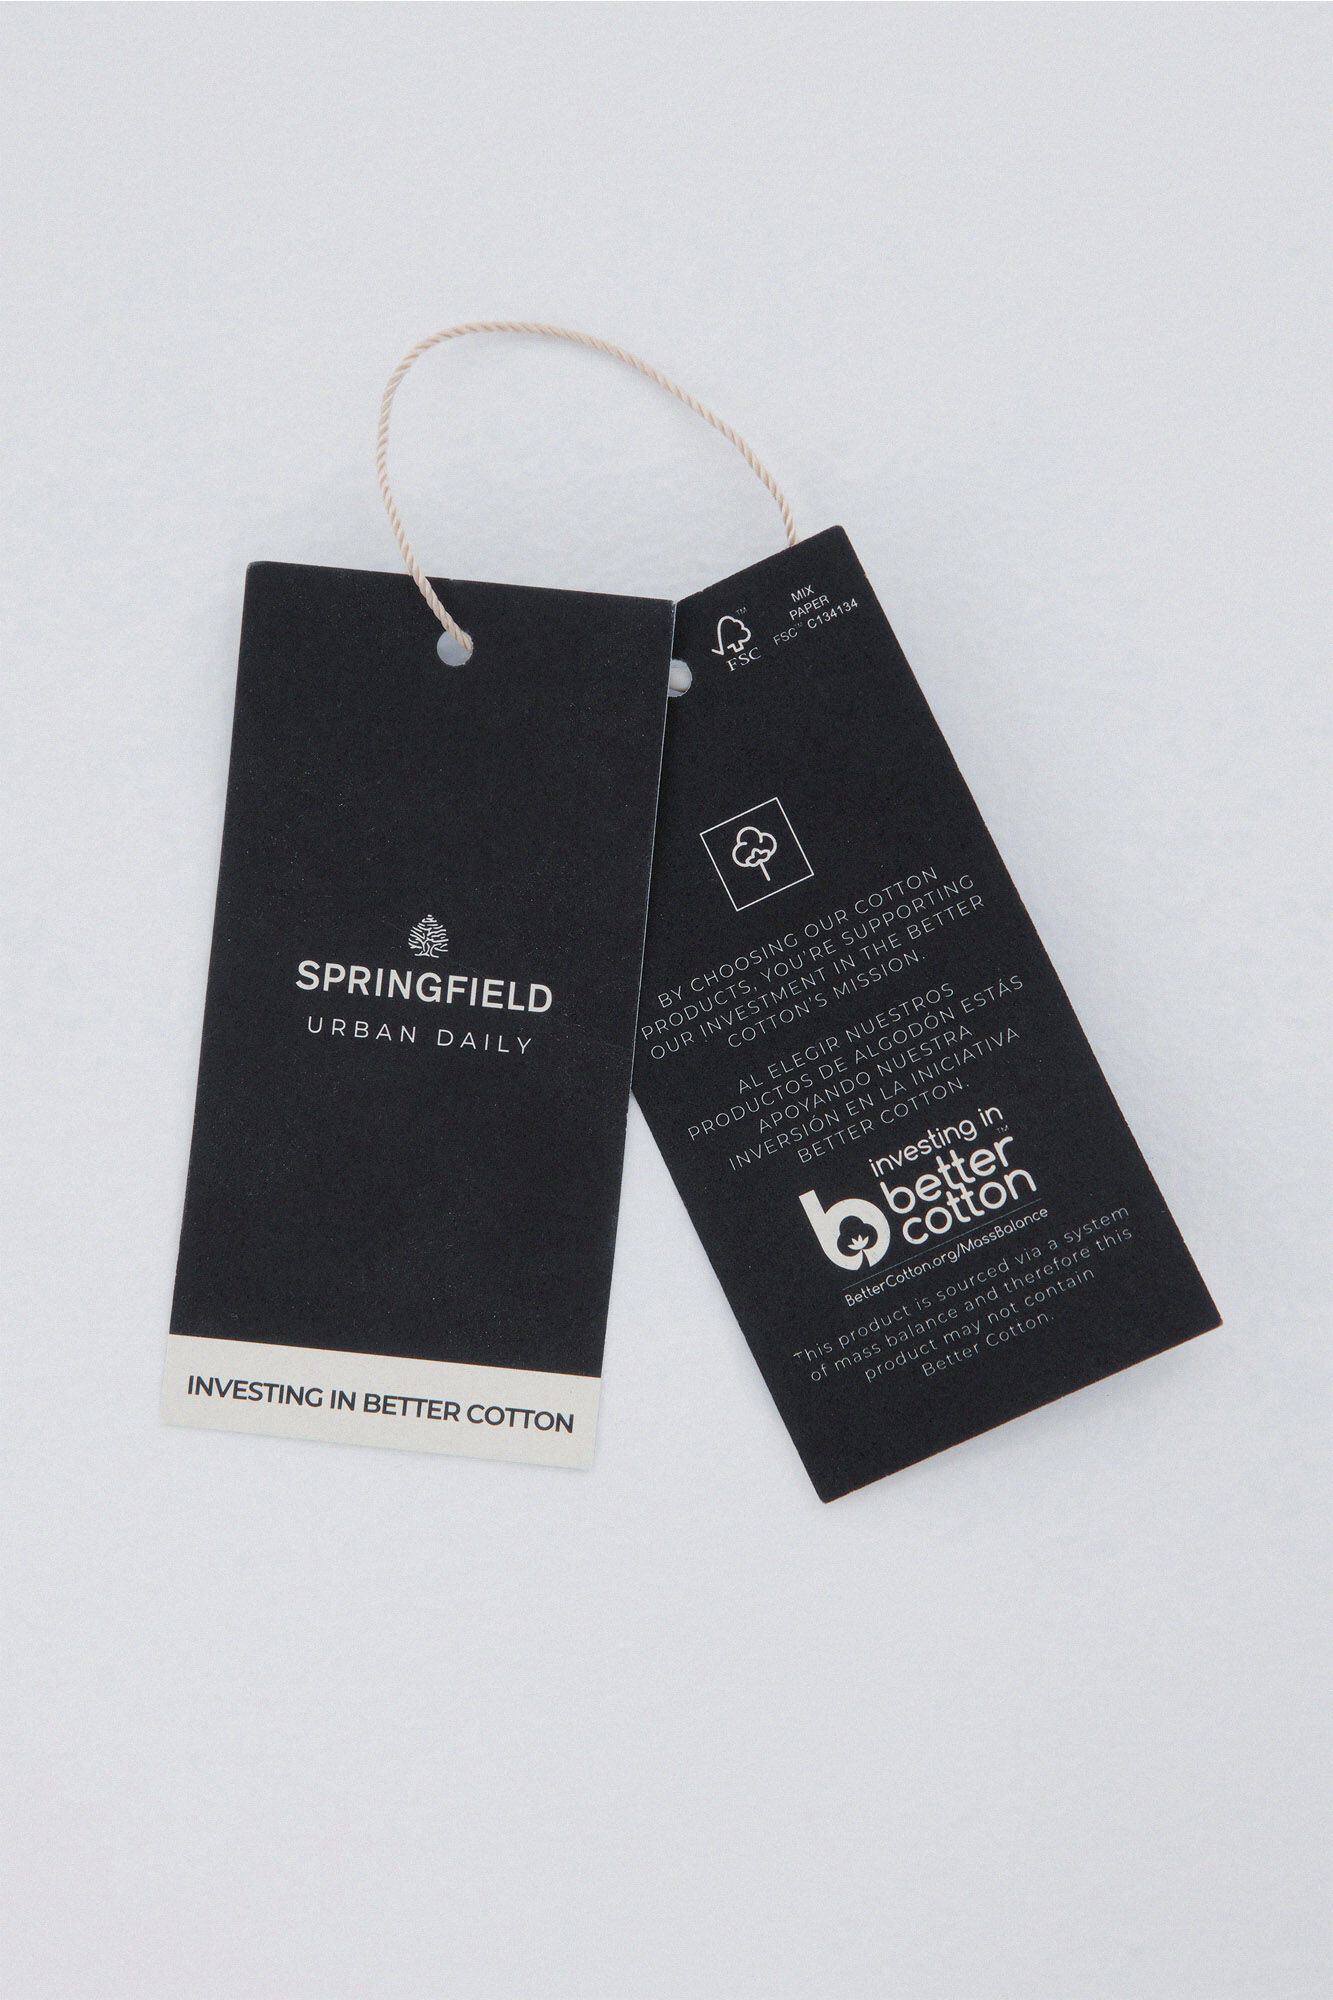 SPRINGFIELD
URBAN DAILY
INVESTING IN BETTER COTTON
FSC™
MIX
PAPER
FSC™ C134134
BY CHOOSING OUR COTTON
PRODUCTS, YOU'RE SUPPORTING
OUR INVESTMENT IN THE BETTER
COTTON'S MISSION.
AL ELEGIR NUESTROS
PRODUCTOS DE ALGODÓN ESTÁS
APOYANDO NUESTRA
INVERSIÓN EN LA INICIATIVA
BETTER COTTON.
investing in
better™
cotton
BetterCotton.org/MassBalance
This product is sourced via a system
of mass balance and therefore this
product may not contain
Better Cotton.